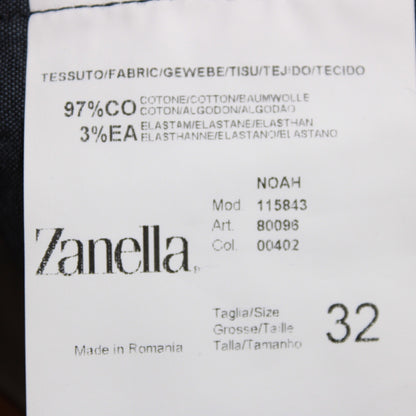 TESSUTO/FABRIC/GEWEBE/TISU/TEJIDO/TECIDO
97%CO COTONE/COTTON/BAUMWOLLE
COTON/ALGODON/ALGODAO
3%EA ELASTAM/ELASTANE/ELASTHAN
ELASTHANNE/ELASTANO/ELASTANO
NOAH
Mod. 115843
Art. 80096
Col. 00402
Zanella
Taglia/Size
Grosse/Taille
Talla/Tamanho
32
Made in Romania